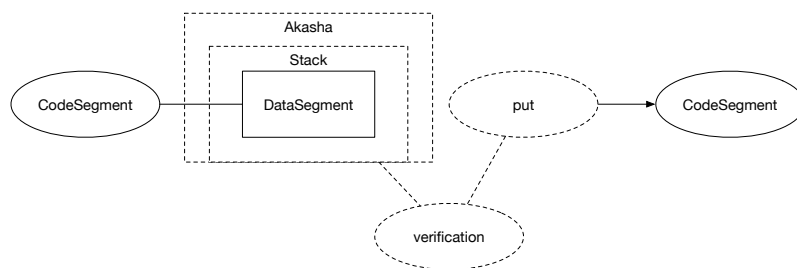 Akasha
Stack
CodeSegment
DataSegment
put
CodeSegment
verification